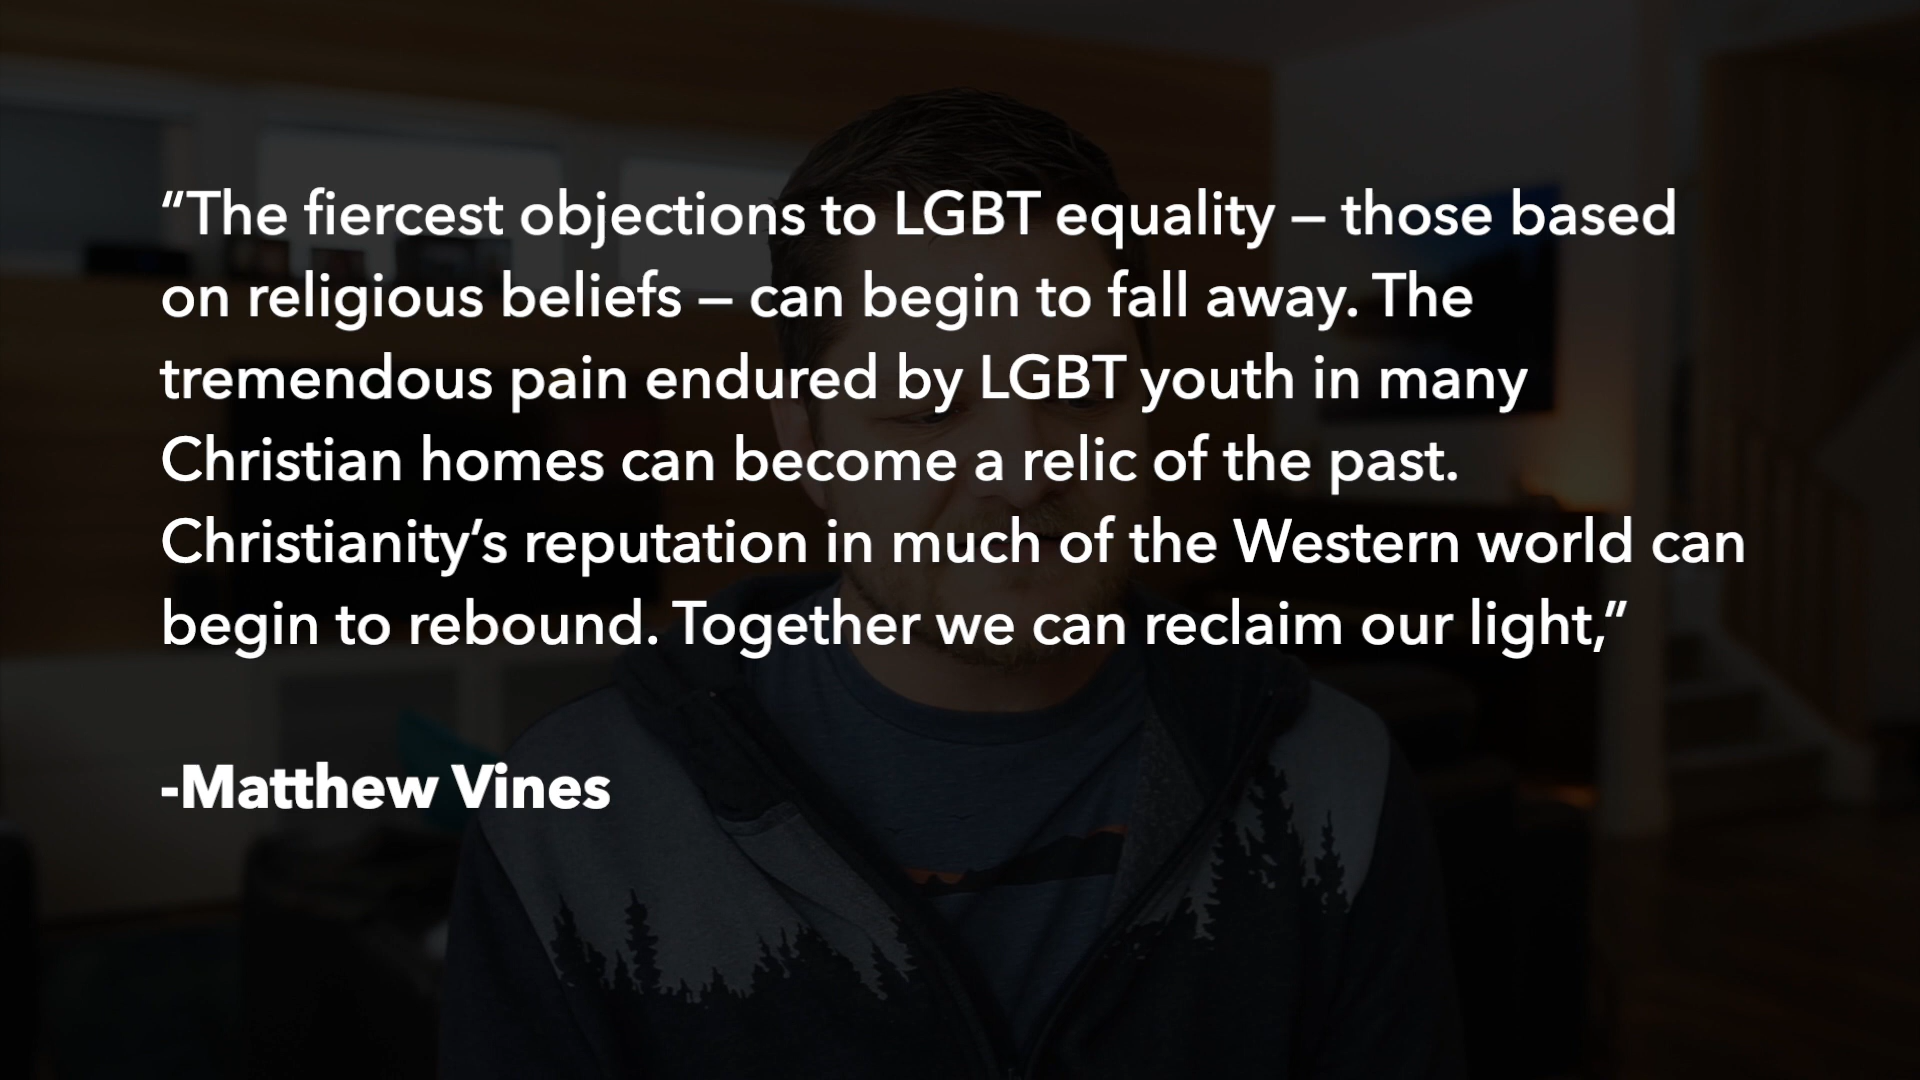 “The fiercest objections to LGBT equality – those based
on religious beliefs – can begin to fall away. The
tremendous pain endured by LGBT youth in many
Christian homes can become a relic of the past.
Christianity’s reputation in much of the Western world can
begin to rebound. Together we can reclaim our light,”
-Matthew Vines